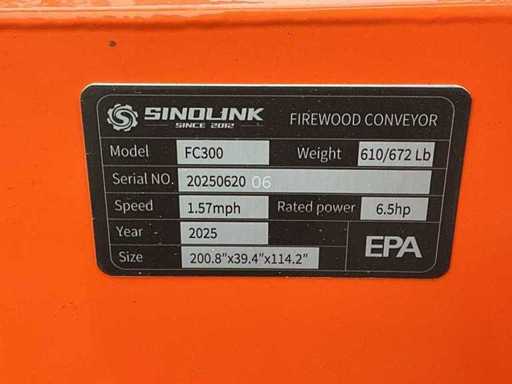 SINOLINK
SINCE 2012
FIREWOOD CONVEYOR
Model FC300 Weight 610/672 Lb
Serial NO. 20250620 06
Speed 1.57mph Rated power 6.5hp
Year 2025
EPA
Size 200.8"x39.4"x114.2"